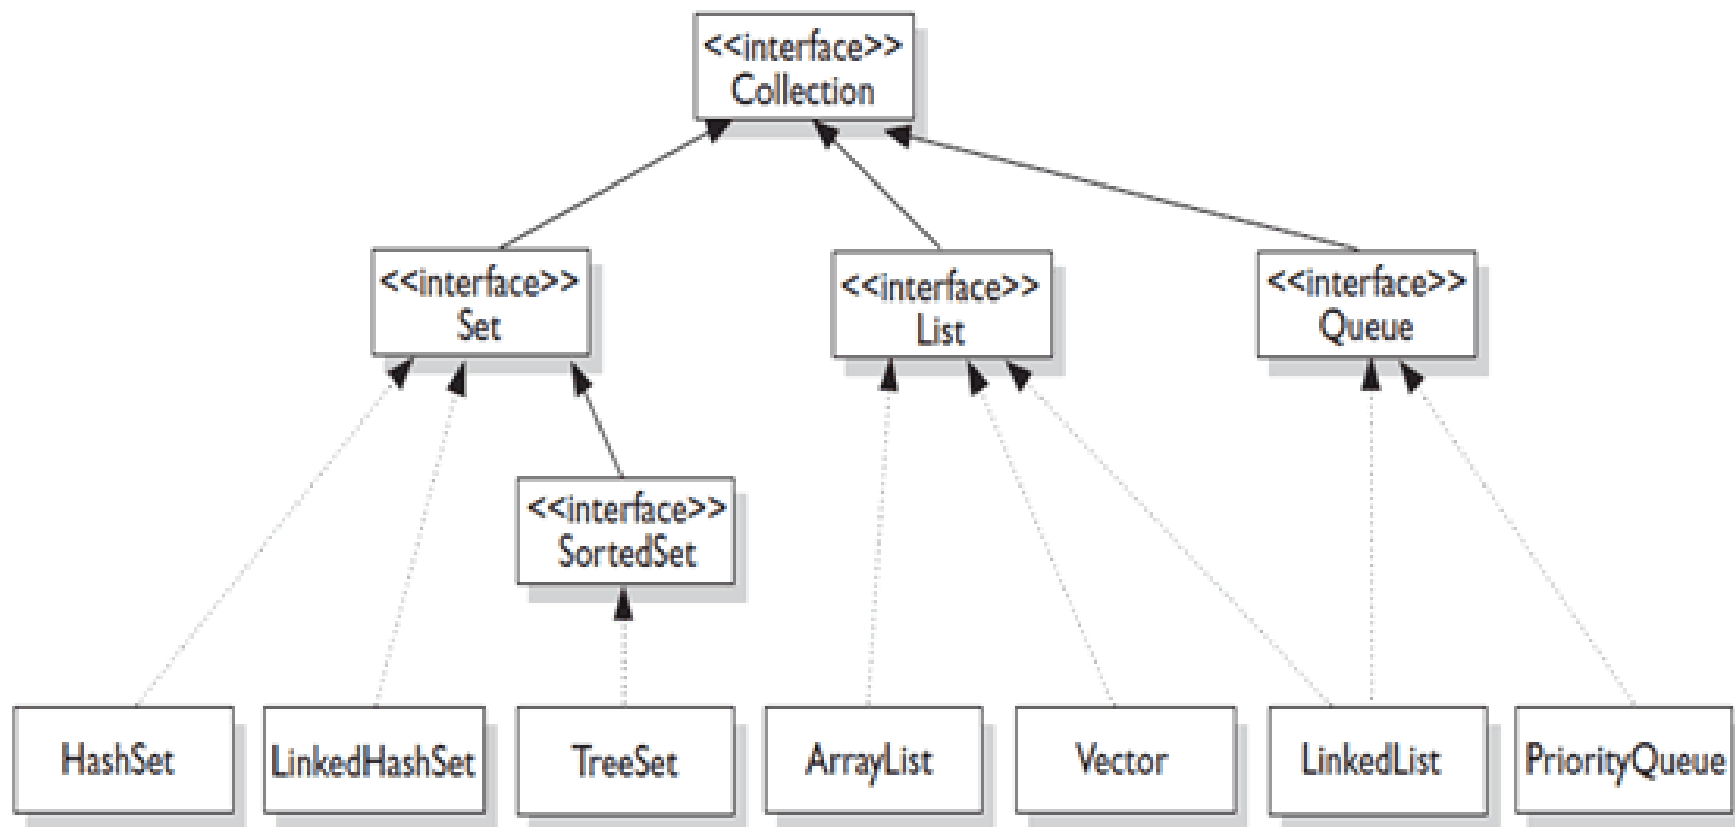 <<interface>>
Collection
<<interface>>
Set
<<interface>>
List
<<interface>>
Queue
<<interface>>
SortedSet
HashSet
LinkedHashSet
TreeSet
ArrayList
Vector
LinkedList
PriorityQueue